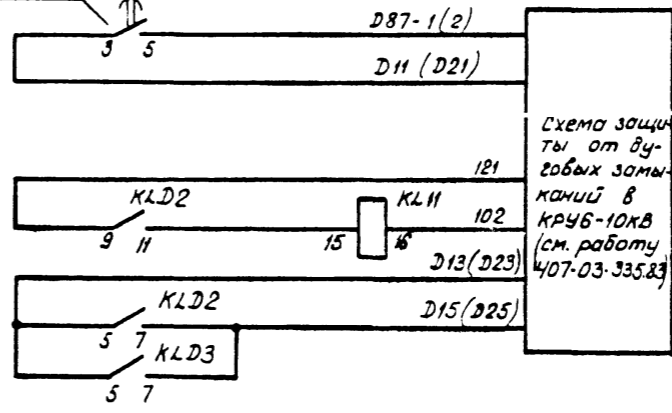 D87-1(2)
3 5
D11 (D21)
Схема защи-
ты от ду-
говых замы-
каний в
КРУ6-10кВ
(см. работу
407-03-335.83)
121
KLD2
KL11
9 11
15 16
102
D13(D23)
KLD2
D15(D25)
5 7
KLD3
5 7